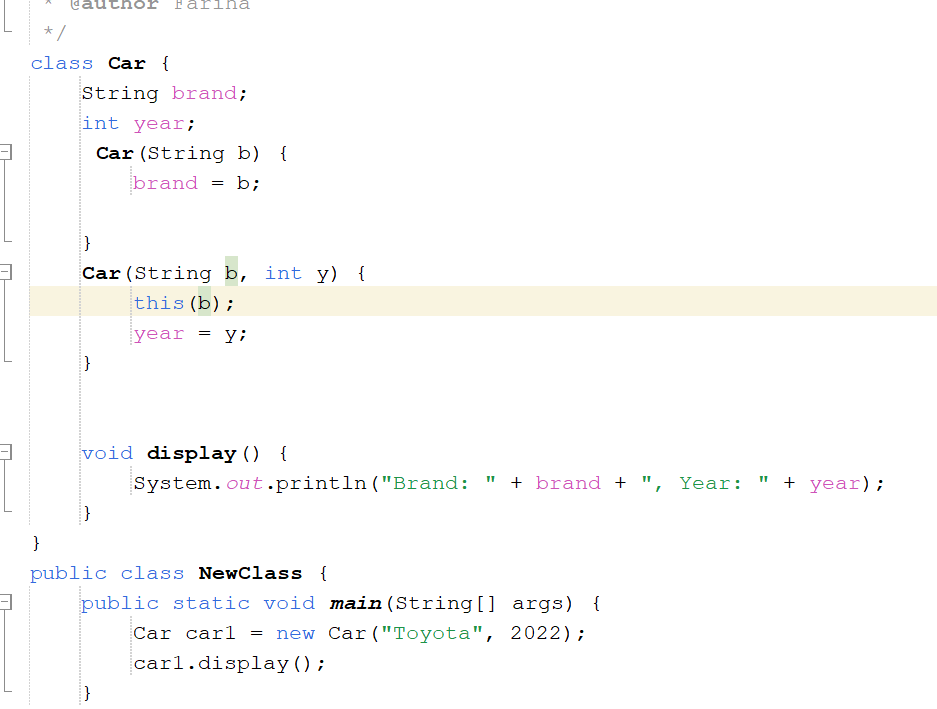 * @author Farina
*/
class Car {
String brand;
int year;
Car(String b) {
brand = b;
}
Car(String b, int y) {
this(b);
year = y;
}
void display() {
System.out.println("Brand: " + brand + ", Year: " + year);
}
}
public class NewClass {
public static void main(String[] args) {
Car car1 = new Car("Toyota", 2022);
car1.display();
}